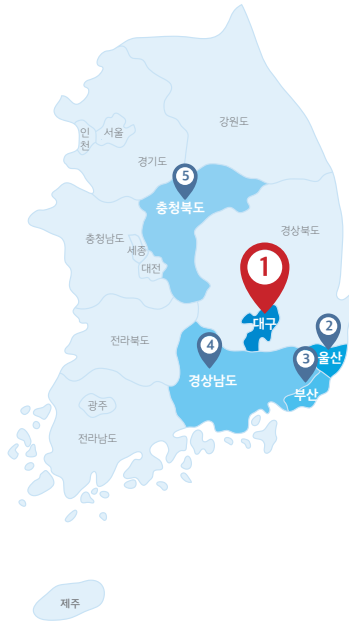 강원도
인
천
서울
경기도
5
충청북도
경상북도
충청남도
세종
대전
1
대구
2
울산
전라북도
4
3
경상남도
부산
광주
전라남도
제주